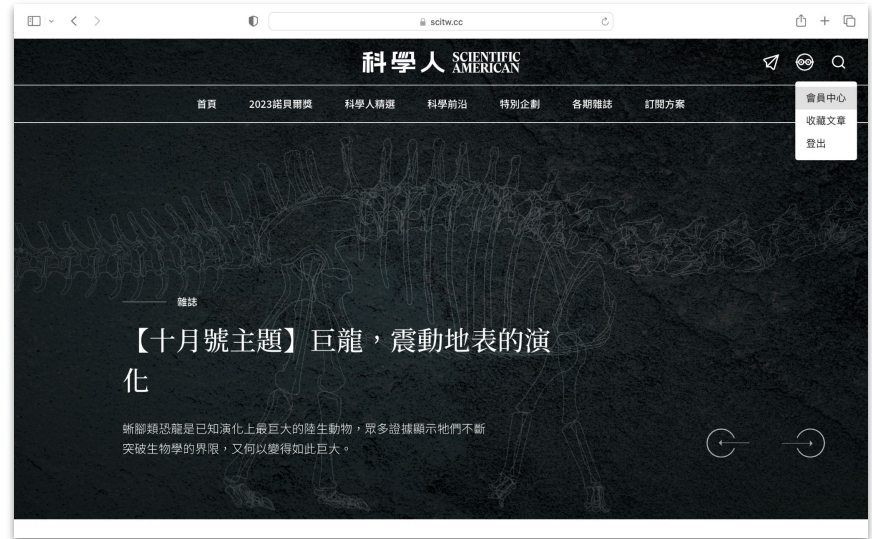 scitw.cc
科學人 SCIENTIFIC AMERICAN
首頁 2023諾貝爾獎 科學人精選 科學前沿 特別企劃 各期雜誌 訂閱方案
會員中心
收藏文章
登出
雜誌
【十月號主題】巨龍，震動地表的演
化
蜥腳類恐龍是已知演化上最巨大的陸生動物，眾多證據顯示牠們不斷
突破生物學的界限，又何以變得如此巨大。